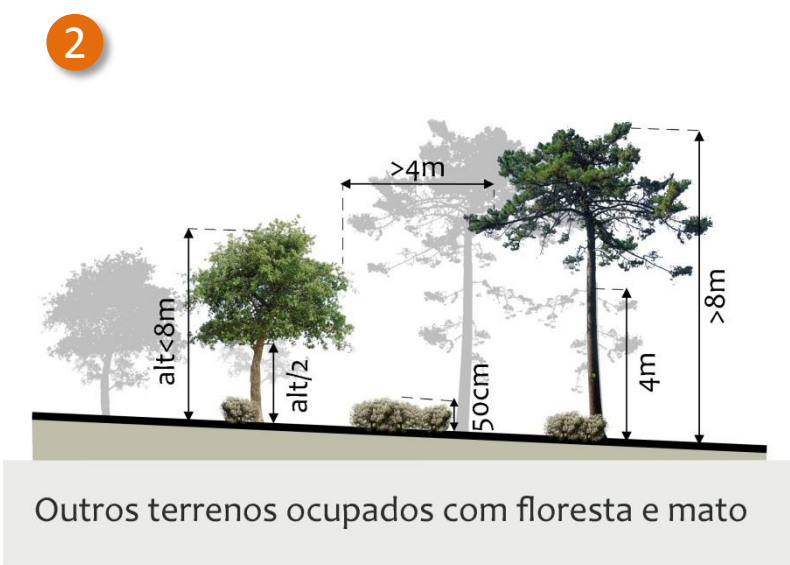 2
>4m
alt<8m
alt/2
50cm
4m
>8m
Outros terrenos ocupados com floresta e mato